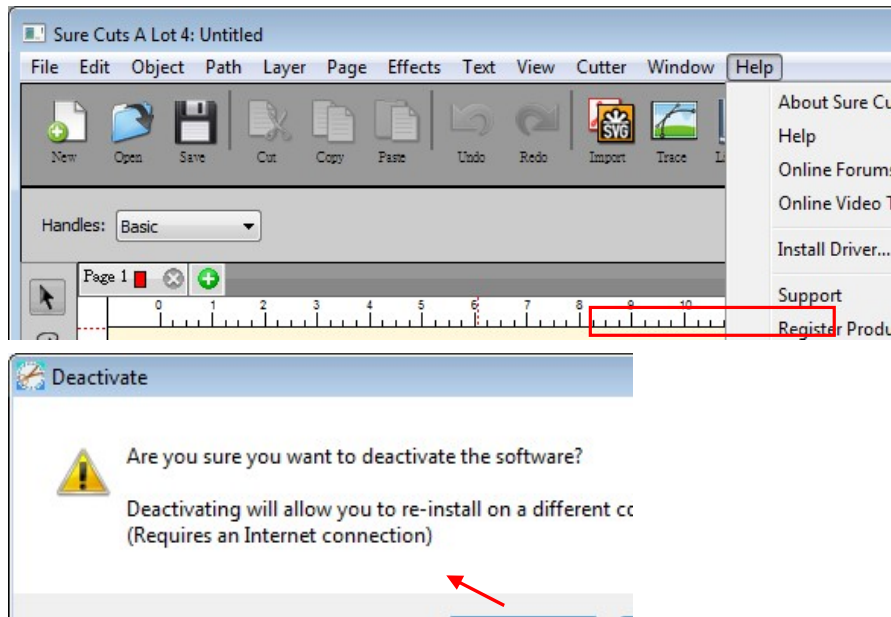 Sure Cuts A Lot 4: Untitled
File Edit Object Path Layer Page Effects Text View Cutter Window Help
New Open Save Cut Copy Paste Undo Redo Import Trace
SVG
About Sure Cu
Help
Online Forums
Online Video T
Install Driver...
Support
Register Produ
Handles: Basic
Page 1
0 1 2 3 4 5 6 7 8 9 10
Deactivate
Are you sure you want to deactivate the software?
Deactivating will allow you to re-install on a different co
(Requires an Internet connection)